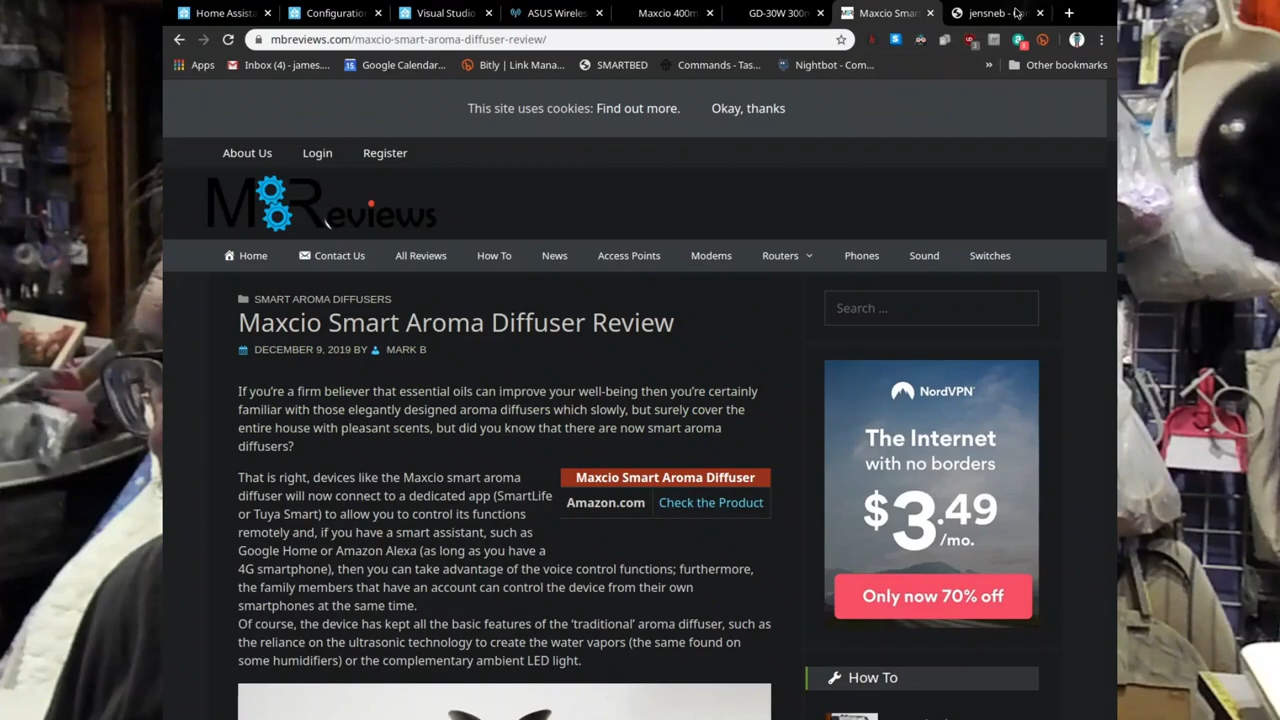 Home Assista
Configuration
Visual Studio
ASUS Wireles
Maxcio 400m
GD-30W 300m
Maxcio Smar
jensneb -
mbreviews.com/maxcio-smart-aroma-diffuser-review/
Apps
Inbox (4) - james....
Google Calendar...
Bitly | Link Mana...
SMARTBED
Commands - Tas...
Nightbot - Com...
»
Other bookmarks
This site uses cookies: Find out more.
Okay, thanks
About Us
Login
Register
MBReviews
Home
Contact Us
All Reviews
How To
News
Access Points
Modems
Routers
Phones
Sound
Switches
SMART AROMA DIFFUSERS
Maxcio Smart Aroma Diffuser Review
DECEMBER 9, 2019 BY MARK B
If you're a firm believer that essential oils can improve your well-being then you're certainly
familiar with those elegantly designed aroma diffusers which slowly, but surely cover the
entire house with pleasant scents, but did you know that there are now smart aroma
diffusers?
That is right, devices like the Maxcio smart aroma
diffuser will now connect to a dedicated app (SmartLife
or Tuya Smart) to allow you to control its functions
remotely and, if you have a smart assistant, such as
Google Home or Amazon Alexa (as long as you have a
4G smartphone), then you can take advantage of the voice control functions; furthermore,
the family members that have an account can control the device from their own
smartphones at the same time.
Of course, the device has kept all the basic features of the 'traditional' aroma diffuser, such as
the reliance on the ultrasonic technology to create the water vapors (the same found on
some humidifiers) or the complementary ambient LED light.
Maxcio Smart Aroma Diffuser
Amazon.com
Check the Product
Search ...
NordVPN
The Internet
with no borders
$3.49
/mo.
Only now 70% off
How To